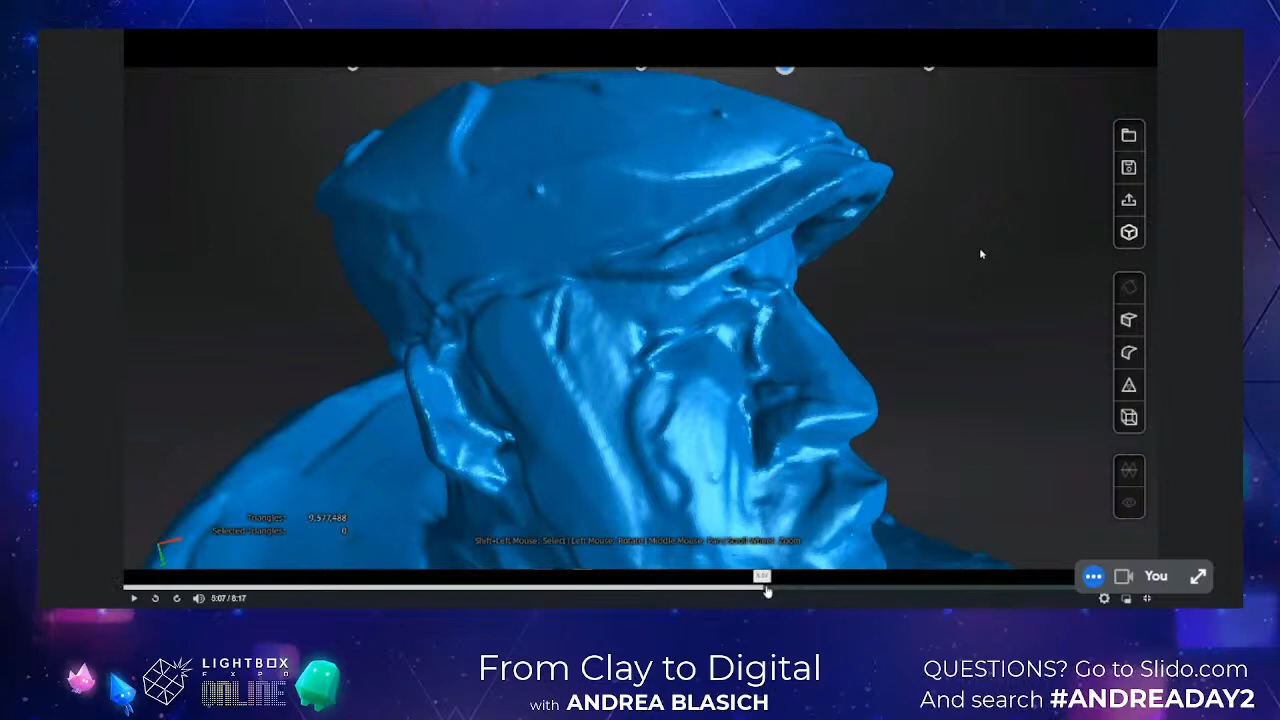 Triangles: 9,577,488
Selected Triangles: 0
Shift+Left Mouse: Select | Left Mouse: Rotate | Middle Mouse: Pan | Scroll Wheel: Zoom
5:07
5:07 / 8:17
You
LIGHTBOX
EXPO
ONLINE
From Clay to Digital
with ANDREA BLASICH
QUESTIONS? Go to Slido.com
And search #ANDREADAY2